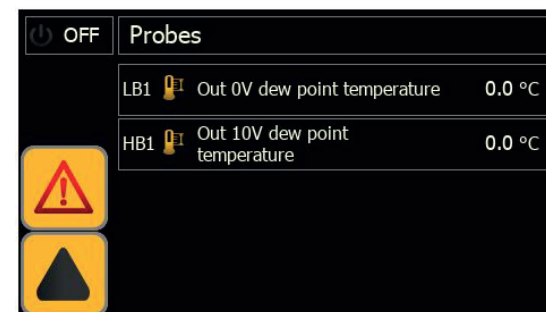 OFF Probes
LB1 Out 0V dew point temperature 0.0 °C
HB1 Out 10V dew point
temperature 0.0 °C